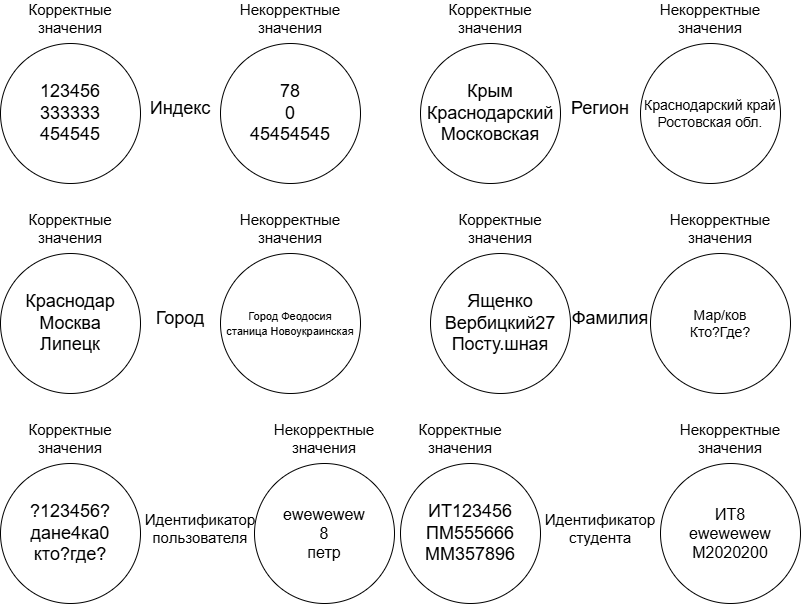 Корректные
значения
123456
333333
454545
Индекс
Некорректные
значения
78
0
45454545
Корректные
значения
Крым
Краснодарский
Московская
Регион
Некорректные
значения
Краснодарский край
Ростовская обл.
Корректные
значения
Краснодар
Москва
Липецк
Город
Некорректные
значения
Город Феодосия
станица Новоукраинская
Корректные
значения
Ященко
Вербицкий27
Посту.шная
Фамилия
Некорректные
значения
Мар/ков
Кто?Где?
Корректные
значения
?123456?
дане4ка0
кто?где?
Идентификатор
пользователя
Некорректные
значения
ewewewew
8
петр
Корректные
значения
ИТ123456
ПМ555666
ММ357896
Идентификатор
студента
Некорректные
значения
ИТ8
ewewewew
М2020200